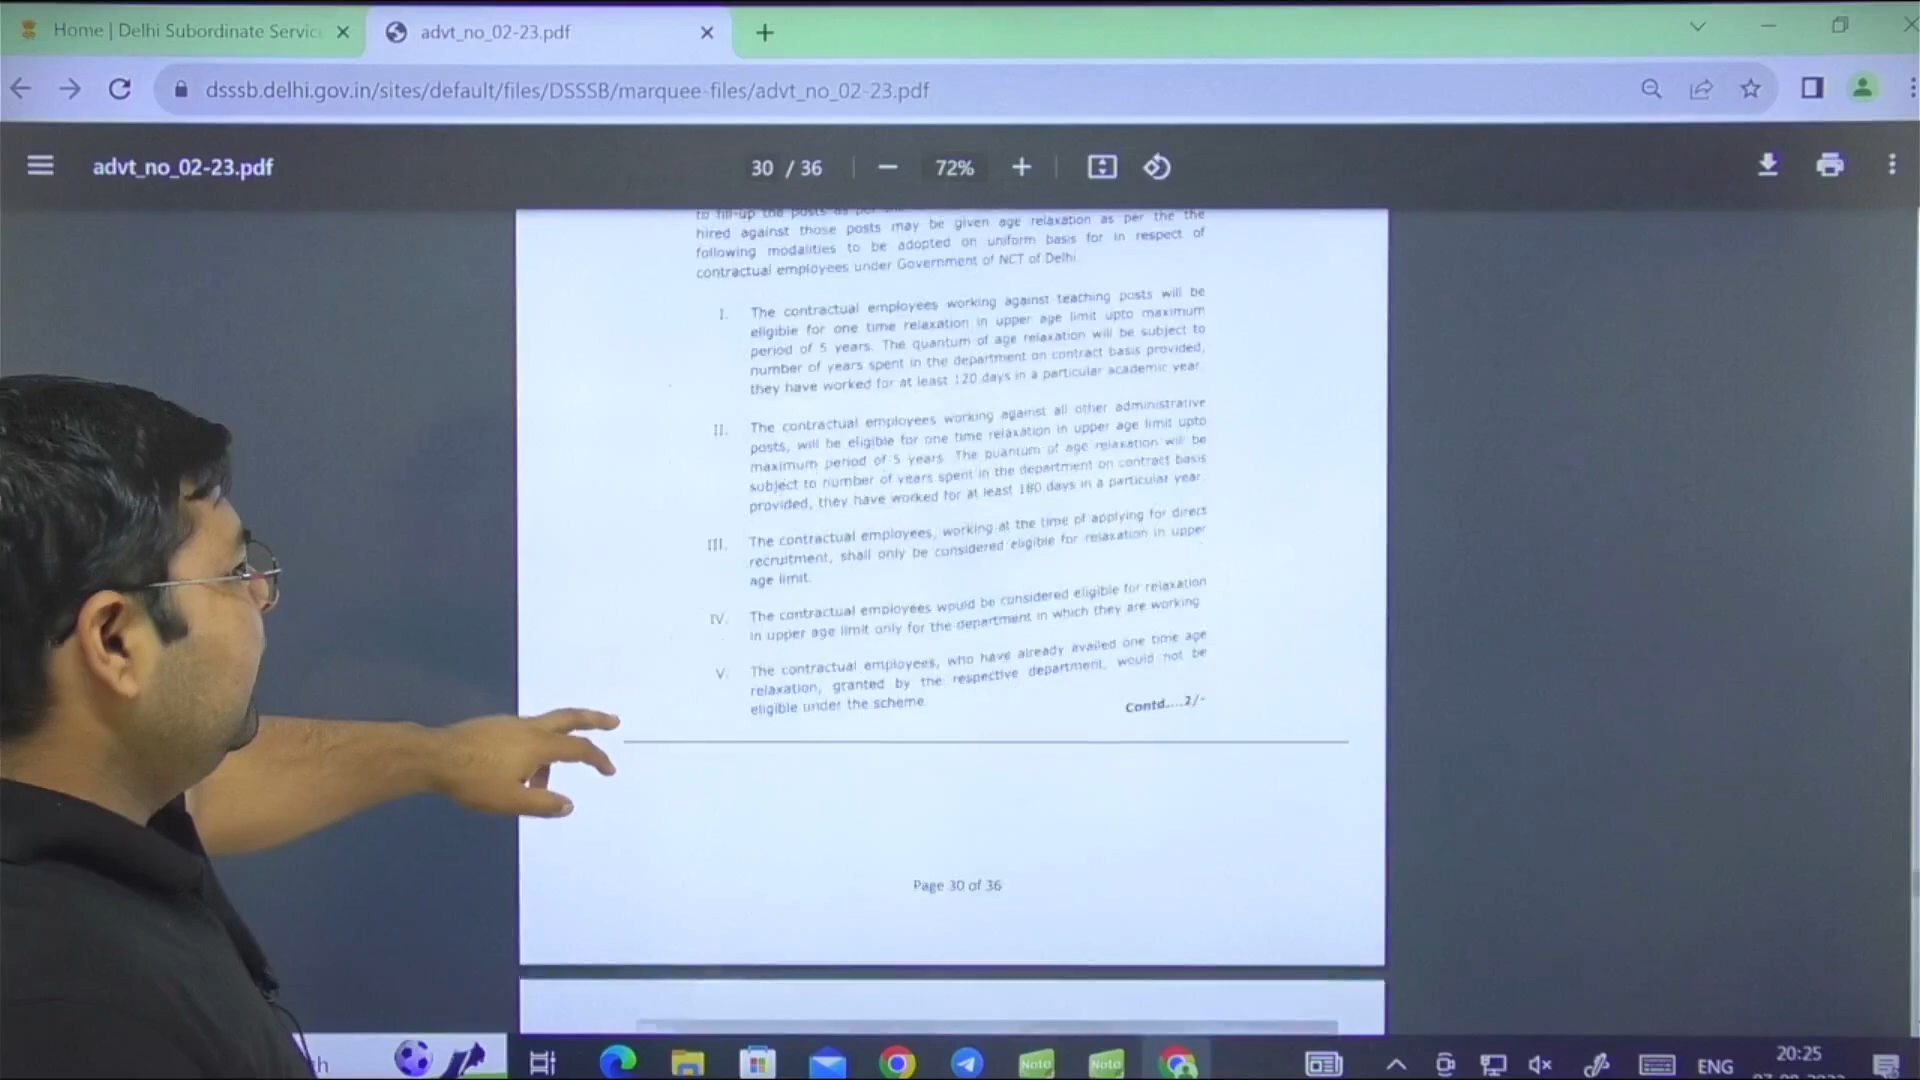 Home | Delhi Subordinate Servic
advt_no_02-23.pdf
dsssb.delhi.gov.in/sites/default/files/DSSSB/marquee-files/advt_no_02-23.pdf
advt_no_02-23.pdf
30 / 36
72%
to fill-up the posts as per
hired against those posts may be given age relaxation as per the the
following modalities to be adopted on uniform basis for in respect of
contractual employees under Government of NCT of Delhi.
I. The contractual employees working against teaching posts will be
eligible for one time relaxation in upper age limit upto maximum
period of 5 years. The quantum of age relaxation will be subject to
number of years spent in the department on contract basis provided,
they have worked for at least 120 days in a particular academic year.
II. The contractual employees working against all other administrative
posts, will be eligible for one time relaxation in upper age limit upto
maximum period of 5 years. The quantum of age relaxation will be
subject to number of years spent in the department on contract basis
provided, they have worked for at least 180 days in a particular year.
III. The contractual employees, working at the time of applying for direct
recruitment, shall only be considered eligible for relaxation in upper
age limit.
IV. The contractual employees would be considered eligible for relaxation
in upper age limit only for the department in which they are working.
V. The contractual employees, who have already availed one time age
relaxation, granted by the respective department, would not be
eligible under the scheme.
Contd....2/-
Page 30 of 36
Note
Note
ENG
20:25